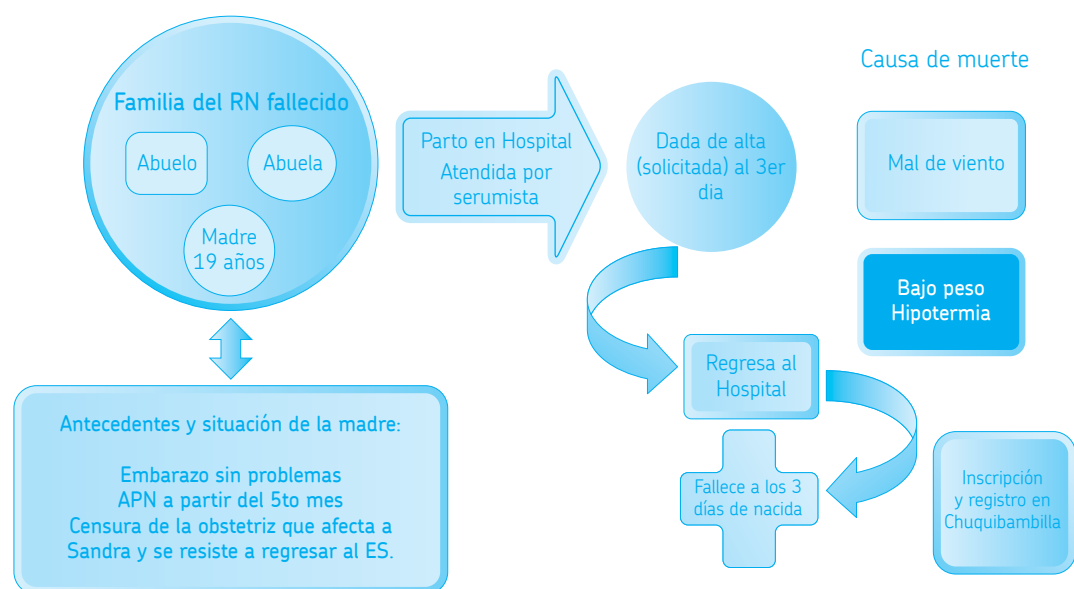 Familia del RN fallecido
Abuelo
Abuela
Madre
19 años
Antecedentes y situación de la madre:
Embarazo sin problemas
APN a partir del 5to mes
Censura de la obstetriz que afecta a
Sandra y se resiste a regresar al ES.
Parto en Hospital
Atendida por
serumista
Dada de alta
(solicitada) al 3er
dia
Regresa al
Hospital
Fallece a los 3
días de nacida
Causa de muerte
Mal de viento
Bajo peso
Hipotermia
Inscripción
y registro en
Chuquibambilla